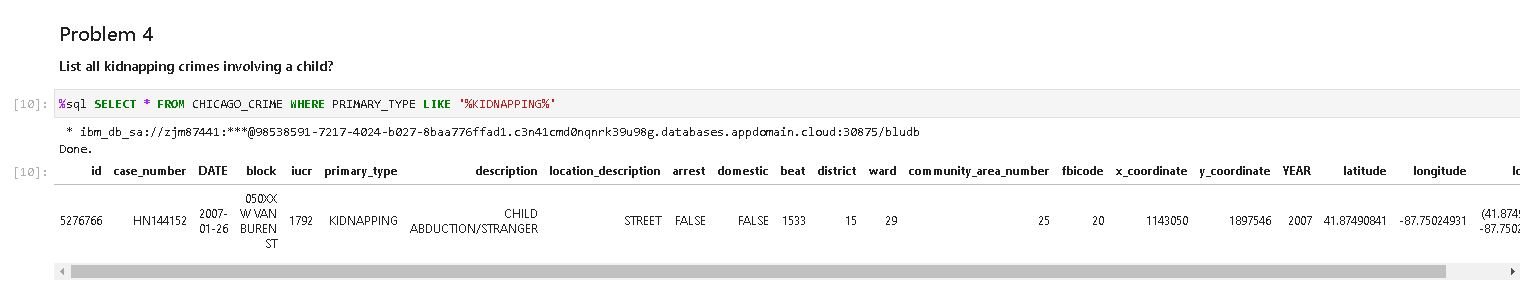 Problem 4
List all kidnapping crimes involving a child?
[10]: %sql SELECT * FROM CHICAGO_CRIME WHERE PRIMARY_TYPE LIKE '%KIDNAPPING%'
* ibm_db_sa://zjm87441:***@98538591-7217-4024-b027-8baa776ffad1.c3n41cmd0nqnrk39u98g.databases.appdomain.cloud:30875/bludb
Done.
[10]: id case_number DATE block iucr primary_type description location_description arrest domestic beat district ward community_area_number fbicode x_coordinate y_coordinate YEAR latitude longitude lo
5276766 HN144152 2007-01-26 050XX W VAN BUREN ST 1792 KIDNAPPING CHILD ABDUCTION/STRANGER STREET FALSE FALSE 1533 15 29 25 20 1143050 1897546 2007 41.87490841 -87.75024931 (41.8749 -87.7502